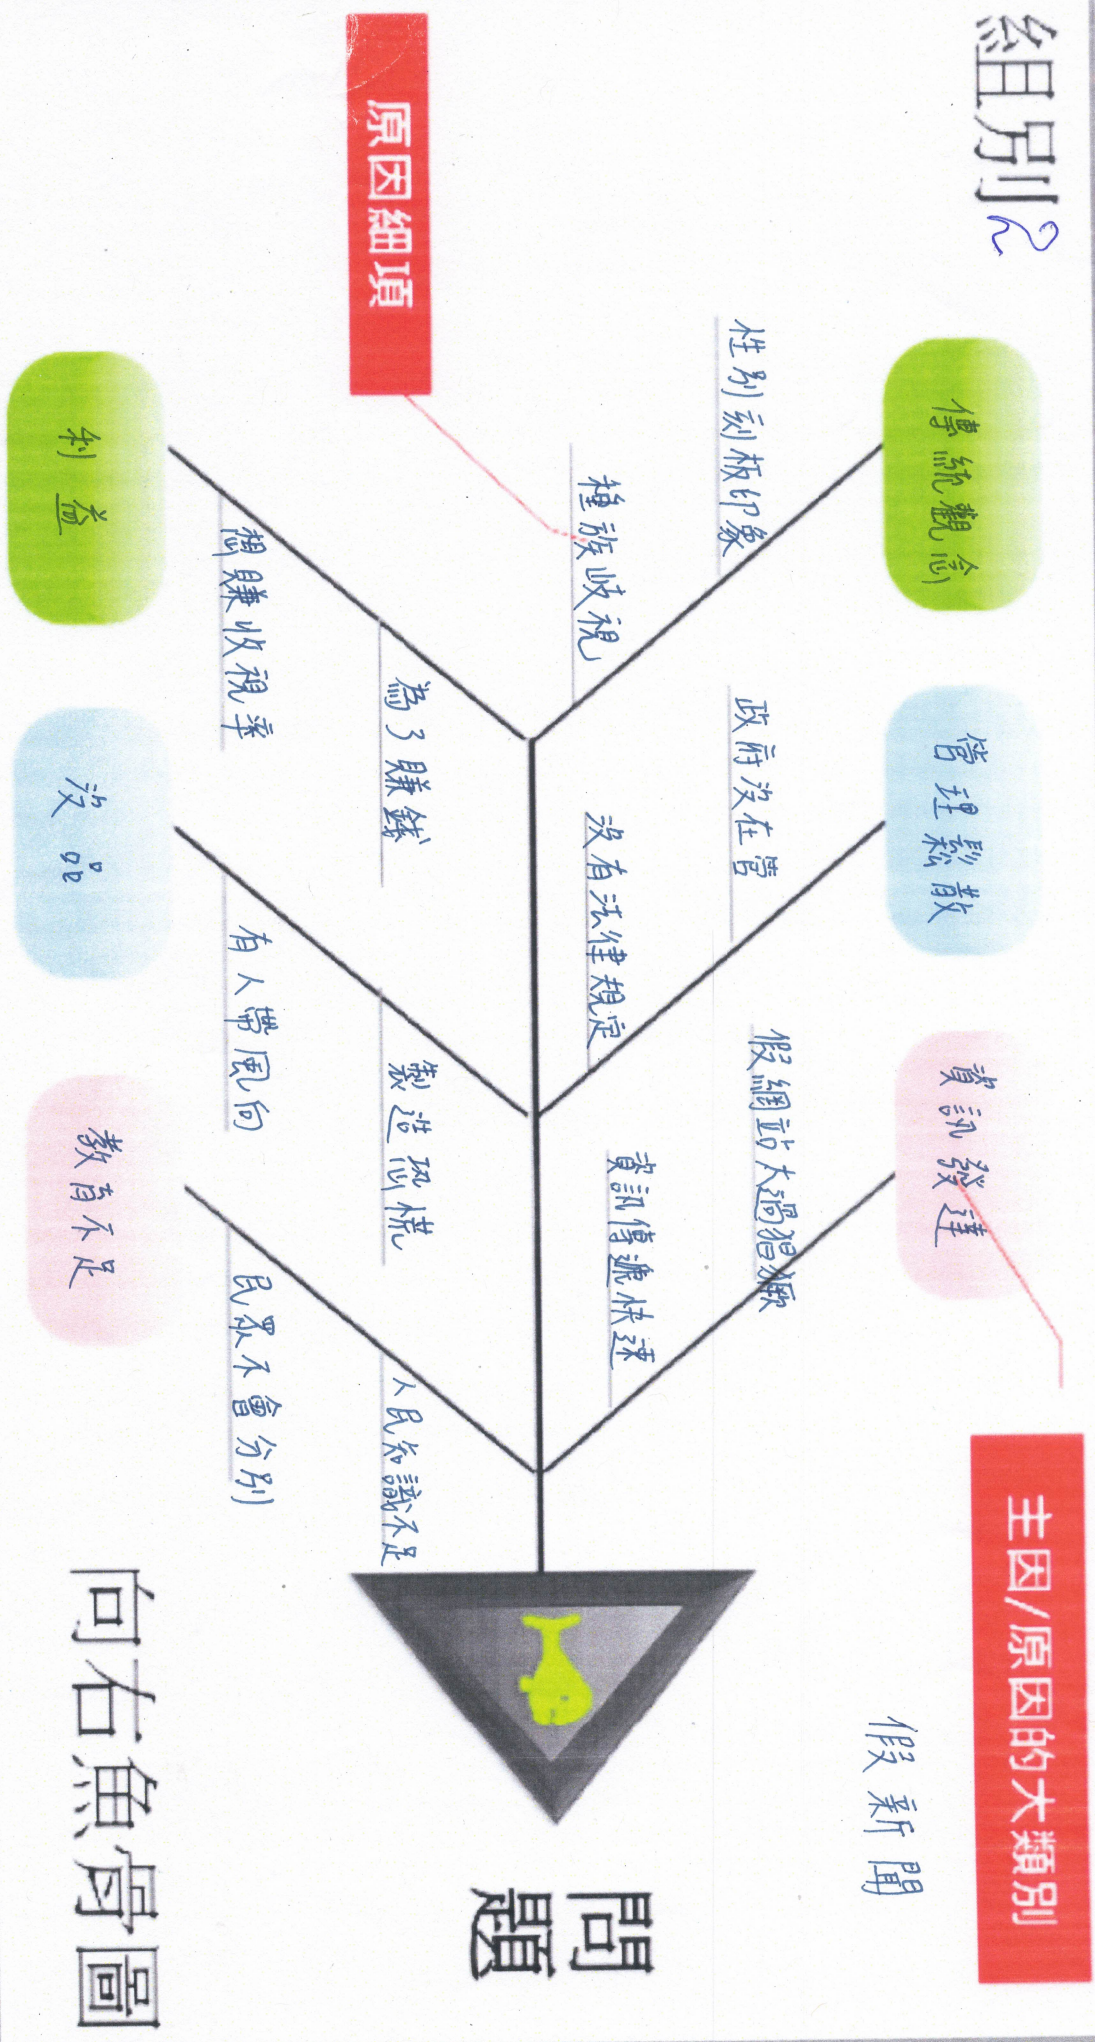 組別2
主因/原因的大類別
傳統觀念
管理鬆散
資訊發達
假新聞
性別刻板印象
政府沒在管
假網站太過猖獗
種族歧視
沒有法律規定
資訊傳遞快速
原因細項
問題
為了賺錢
製造恐慌
人民知識不足
想賺收視率
有人帶風向
民眾不會分別
利益
沒品
教育不足
向右魚骨圖